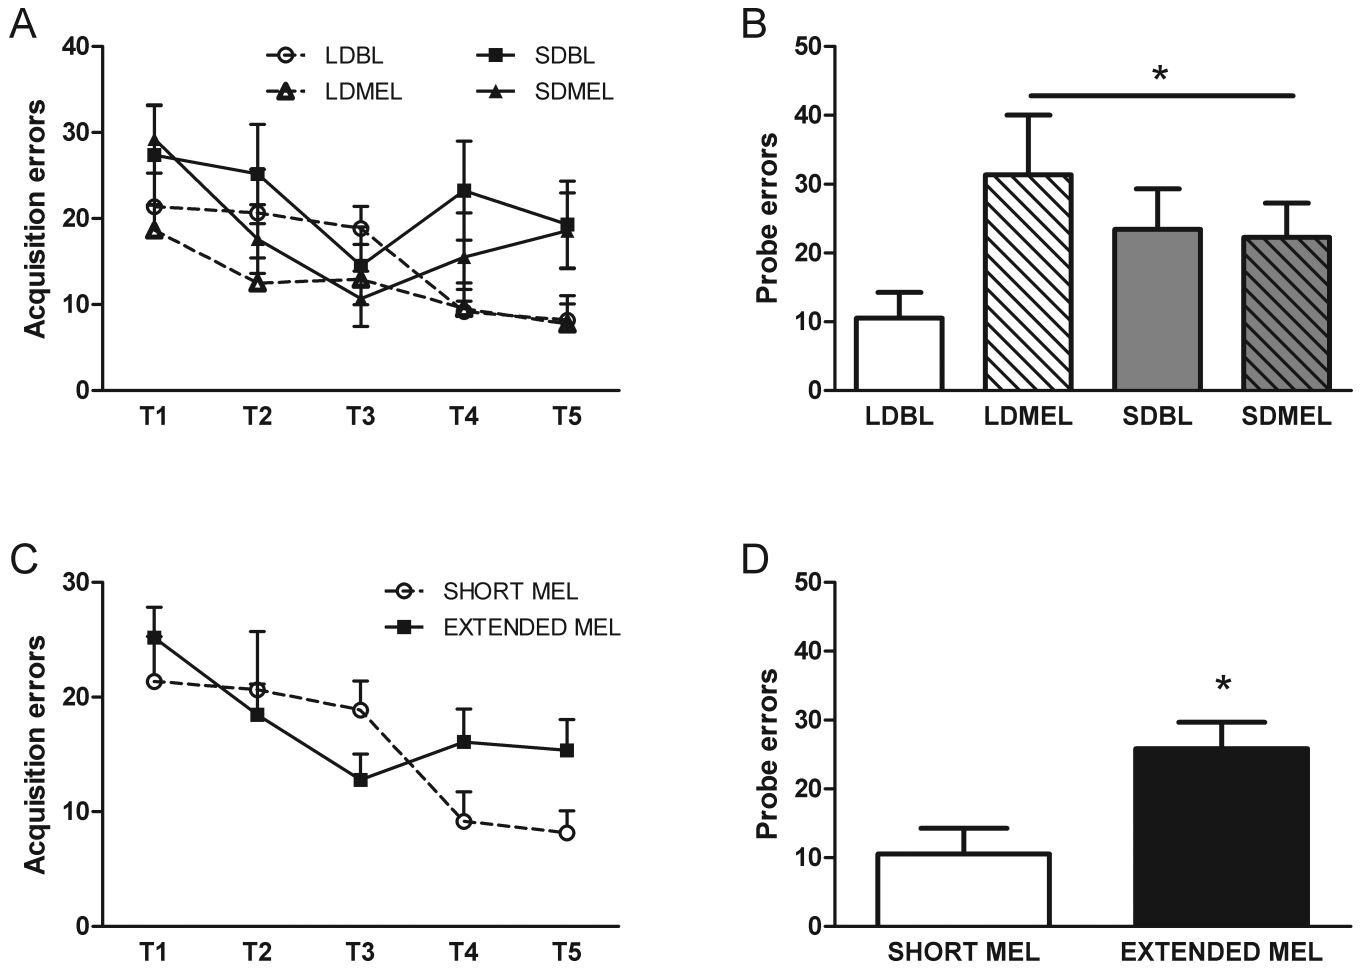 A
Acquisition errors
40
30
20
10
0
LDBL
SDBL
LDMEL
SDMEL
T1 T2 T3 T4 T5
B
Probe errors
50
40
30
20
10
0
*
LDBL LDMEL SDBL SDMEL
C
Acquisition errors
30
20
10
0
SHORT MEL
EXTENDED MEL
T1 T2 T3 T4 T5
D
Probe errors
50
40
30
20
10
0
*
SHORT MEL EXTENDED MEL